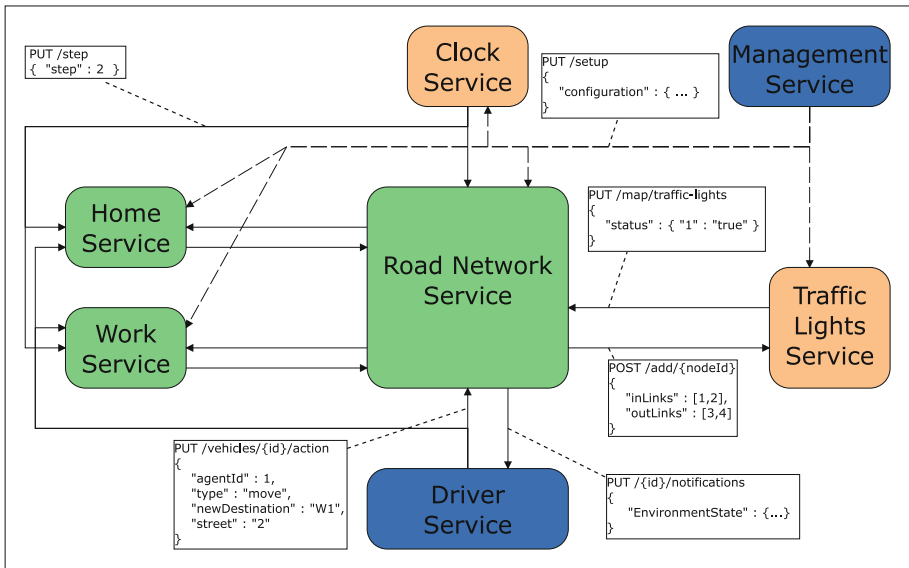 PUT /step
{ "step" : 2 }
Clock
Service
PUT /setup
{
"configuration" : { ... }
}
Management
Service
Home
Service
Work
Service
Road Network
Service
PUT /map/traffic-lights
{
"status" : { "1" : "true" }
}
Traffic
Lights
Service
POST /add/{nodeId}
{
"inLinks" : [1,2],
"outLinks" : [3,4]
}
PUT /vehicles/{id}/action
{
"agentId" : 1,
"type" : "move",
"newDestination" : "W1",
"street" : "2"
}
Driver
Service
PUT /{id}/notifications
{
"EnvironmentState" : {...}
}